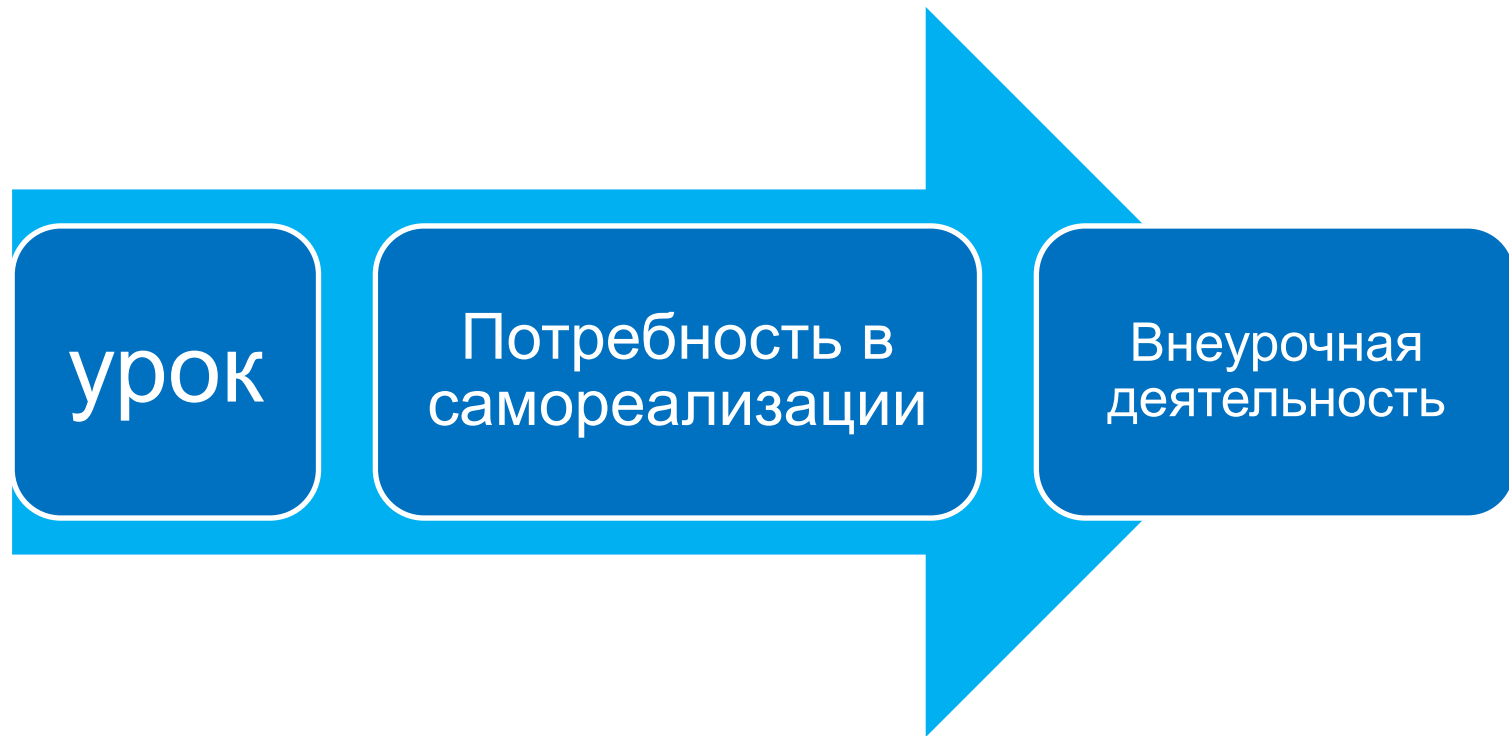 урок
Потребность в
самореализации
Внеурочная
деятельность